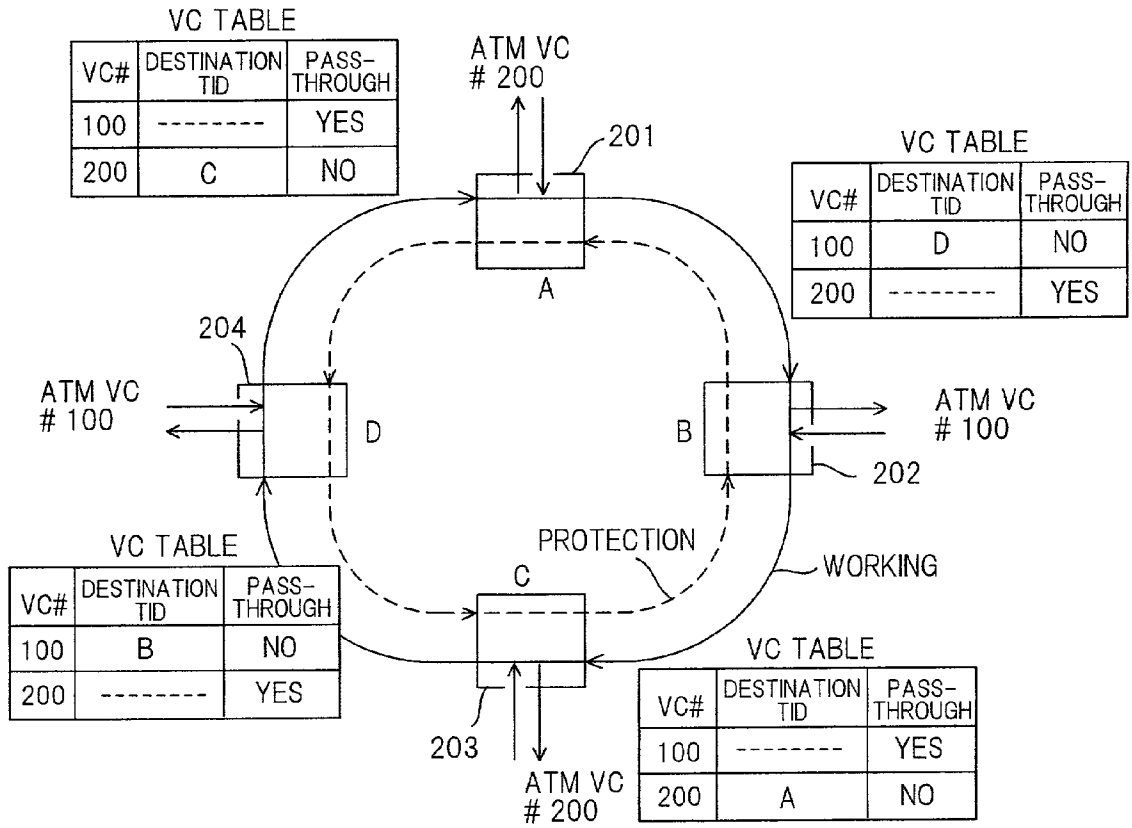 VC TABLE
VC# DESTINATION TID PASS-THROUGH
100 -------- YES
200 C NO
ATM VC
# 200
201
VC TABLE
VC# DESTINATION TID PASS-THROUGH
100 D NO
200 -------- YES
A
204
ATM VC
# 100
D
B
ATM VC
# 100
202
VC TABLE
VC# DESTINATION TID PASS-THROUGH
100 B NO
200 -------- YES
PROTECTION
WORKING
C
203
ATM VC
# 200
VC TABLE
VC# DESTINATION TID PASS-THROUGH
100 -------- YES
200 A NO